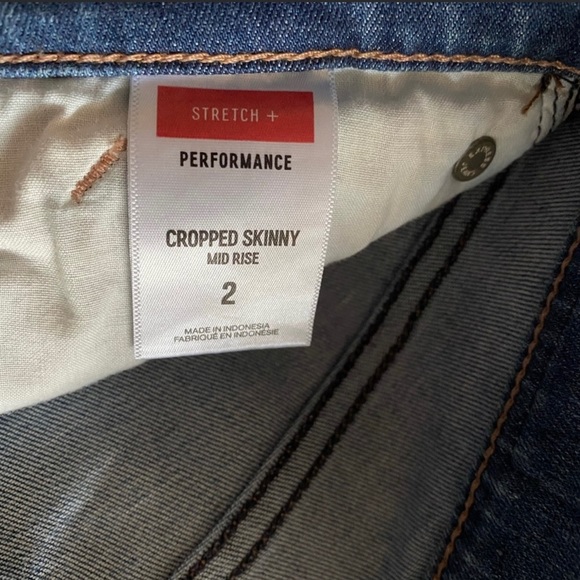 STRETCH +
PERFORMANCE
CROPPED SKINNY
MID RISE
2
MADE IN INDONESIA
FABRIQUÉ EN INDONÉSIE